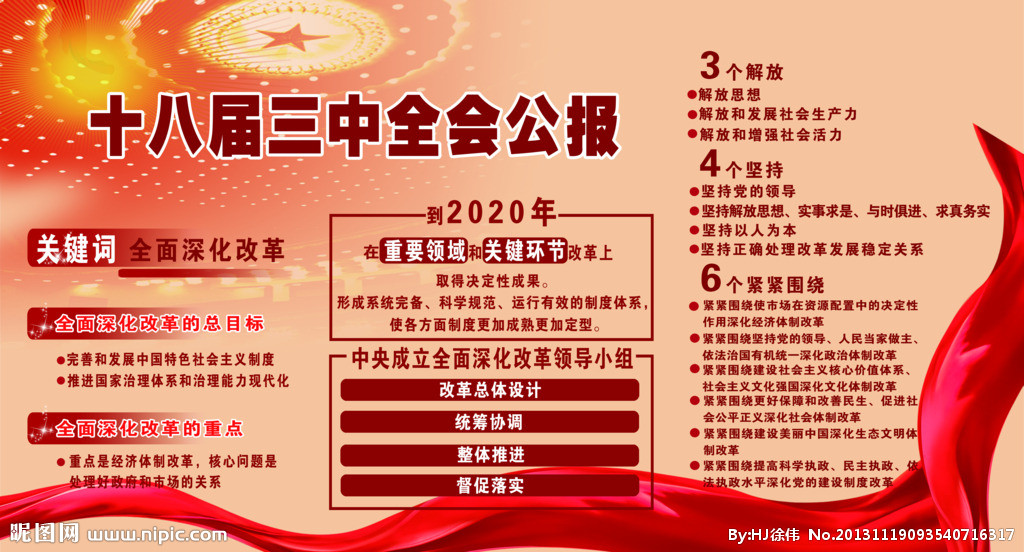 十八届三中全会公报
关键词 全面深化改革
全面深化改革的总目标
●完善和发展中国特色社会主义制度
●推进国家治理体系和治理能力现代化
全面深化改革的重点
●重点是经济体制改革，核心问题是
处理好政府和市场的关系
到2020年
在重要领域和关键环节改革上
取得决定性成果。
形成系统完备、科学规范、运行有效的制度体系，
使各方面制度更加成熟更加定型。
中央成立全面深化改革领导小组
改革总体设计
统筹协调
整体推进
督促落实
3个解放
●解放思想
●解放和发展社会生产力
●解放和增强社会活力
4个坚持
●坚持党的领导
●坚持解放思想、实事求是、与时俱进、求真务实
●坚持以人为本
●坚持正确处理改革发展稳定关系
6个紧紧围绕
●紧紧围绕使市场在资源配置中的决定性
作用深化经济体制改革
●紧紧围绕坚持党的领导、人民当家做主、
依法治国有机统一深化政治体制改革
●紧紧围绕建设社会主义核心价值体系、
社会主义文化强国深化文化体制改革
●紧紧围绕更好保障和改善民生、促进社
会公平正义深化社会体制改革
●紧紧围绕建设美丽中国深化生态文明体
制改革
●紧紧围绕提高科学执政、民主执政、依
法执政水平深化党的建设制度改革
昵图网 www.nipic.com
By:HJ徐伟 No.20131119093540716317